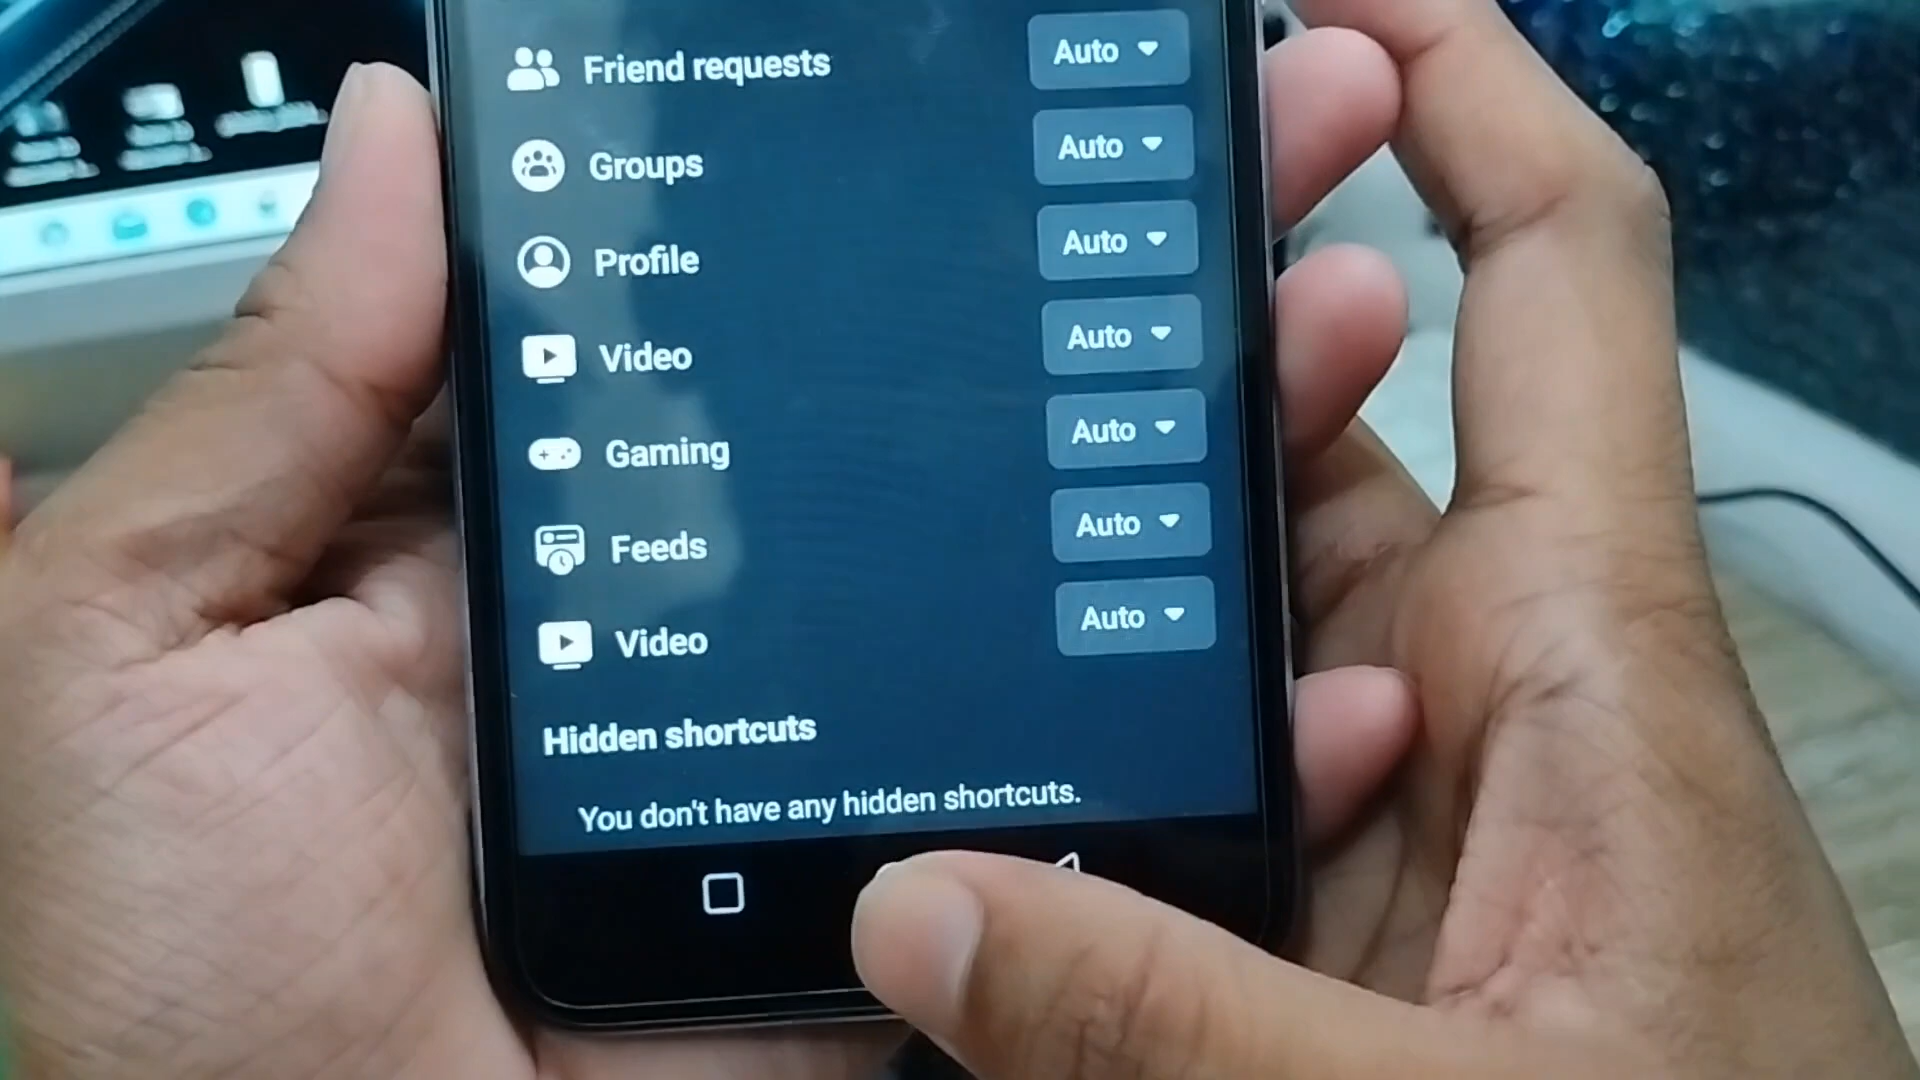 Friend requests Auto
Groups Auto
Profile Auto
Video Auto
Gaming Auto
Feeds Auto
Video Auto
Hidden shortcuts
You don't have any hidden shortcuts.